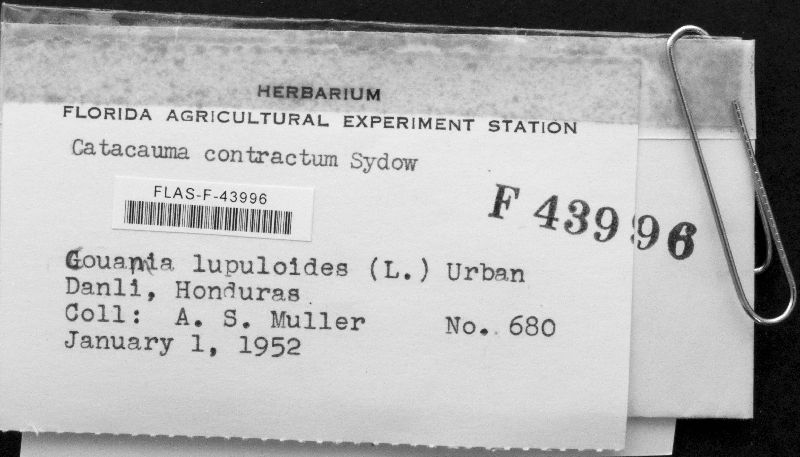 HERBARIUM
FLORIDA AGRICULTURAL EXPERIMENT STATION
Catacauma contractum Sydow
FLAS-F-43996
F 43996
Gouania lupuloides (L.) Urban
Danli, Honduras
Coll: A. S. Muller No. 680
January 1, 1952